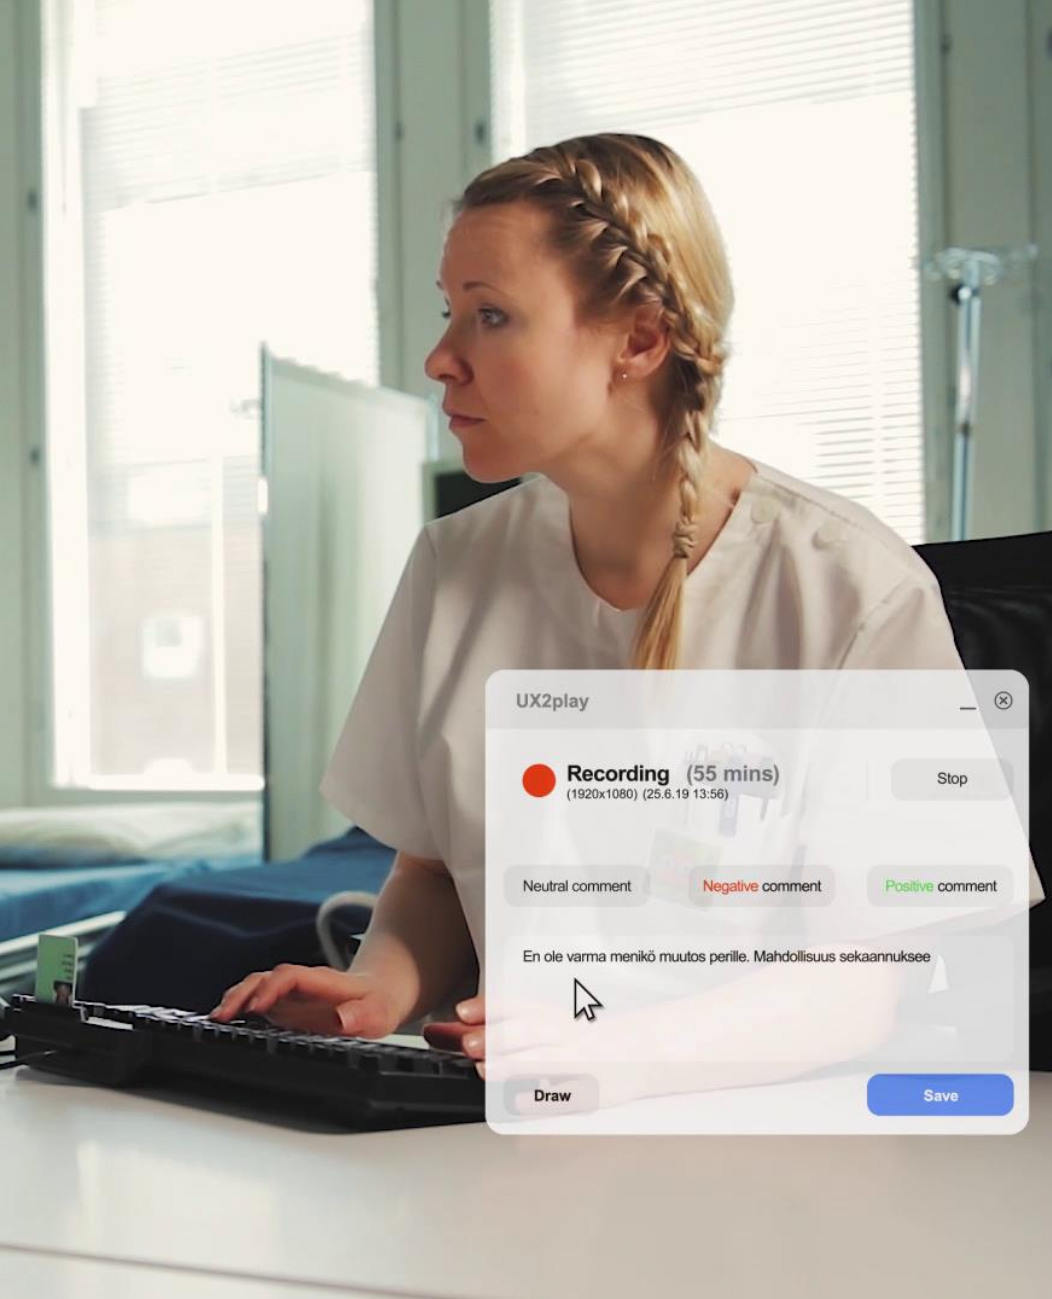 UX2play
Recording (55 mins)
(1920x1080) (25.6.19 13:56)
Stop
Neutral comment
Negative comment
Positive comment
En ole varma menikö muutos perille. Mahdollisuus sekaannuksee
Draw
Save